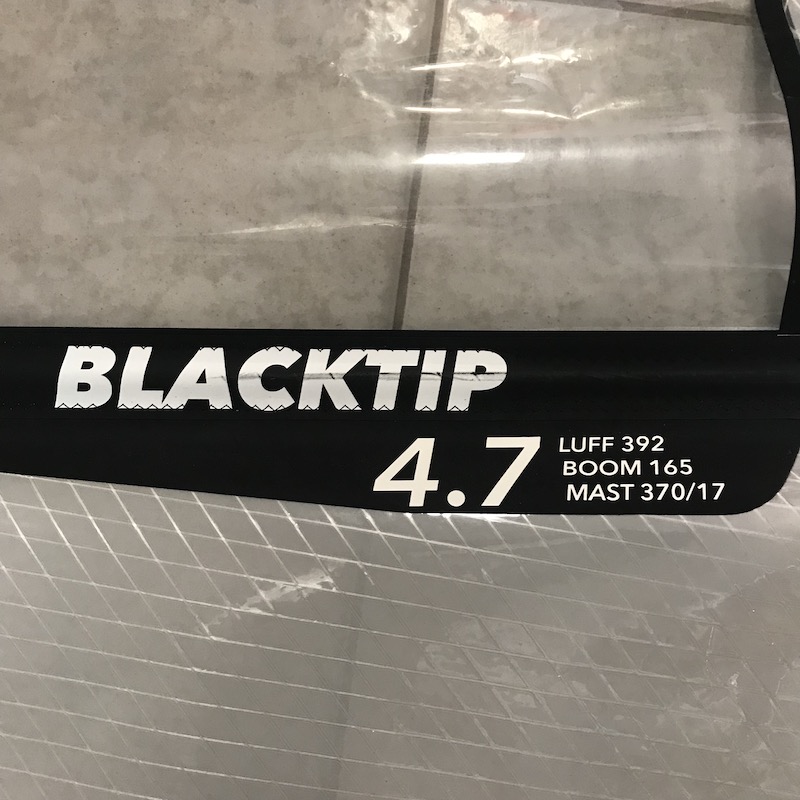 BLACKTIP
4.7
LUFF 392
BOOM 165
MAST 370/17